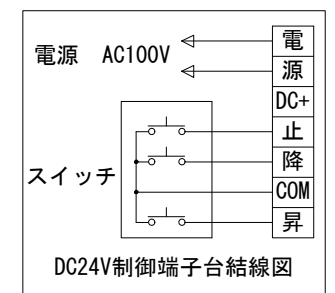 電源 AC100V
電
源
DC+
止
降
COM
昇
スイッチ
DC24V制御端子台結線図